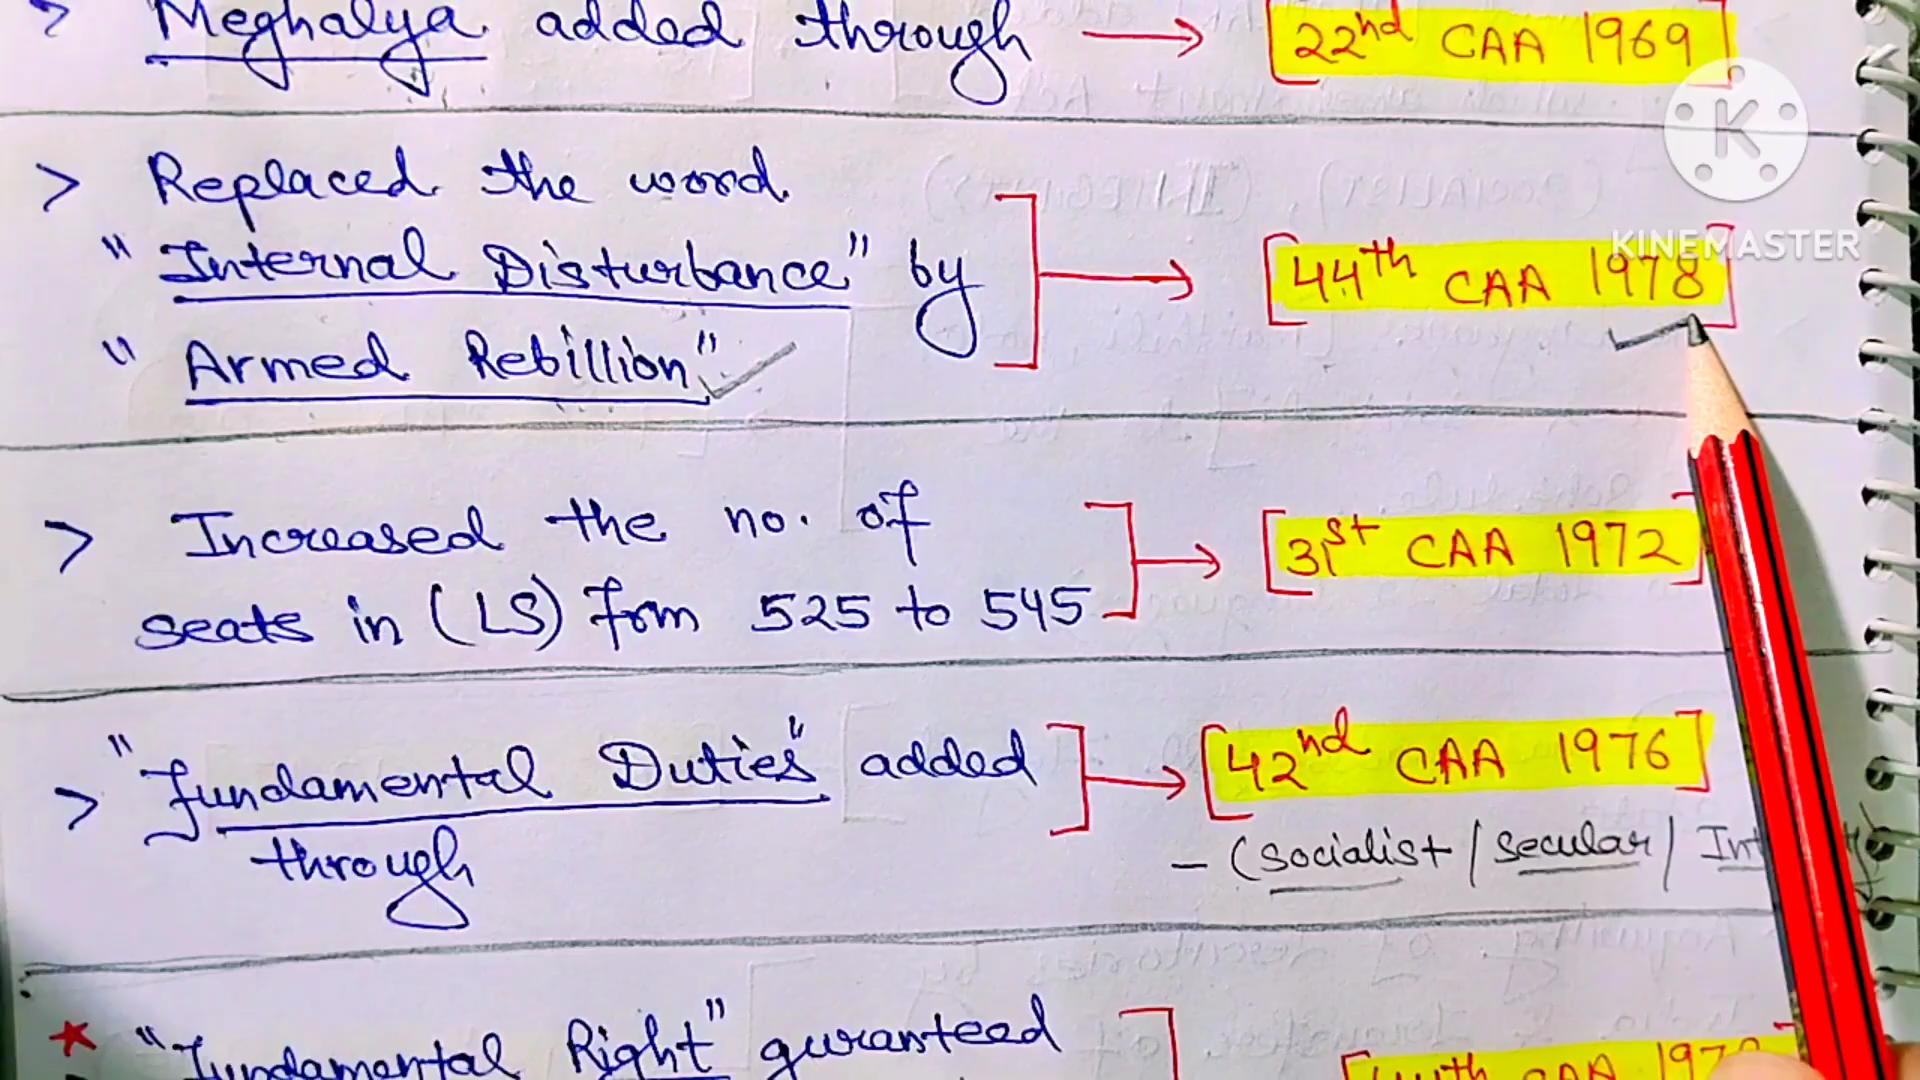 > Meghalya added through → [22nd CAA 1969]
KINEMASTER
> Replaced the word
"Internal Disturbance" by
"Armed Rebillion"
→ [44th CAA 1978]
> Increased the no. of
seats in (LS) from 525 to 545
→ [31st CAA 1972]
> "Fundamental Duties" added
through
→ [42nd CAA 1976]
- (socialist / secular /
* "Fundamental Right" guranteed
CAA